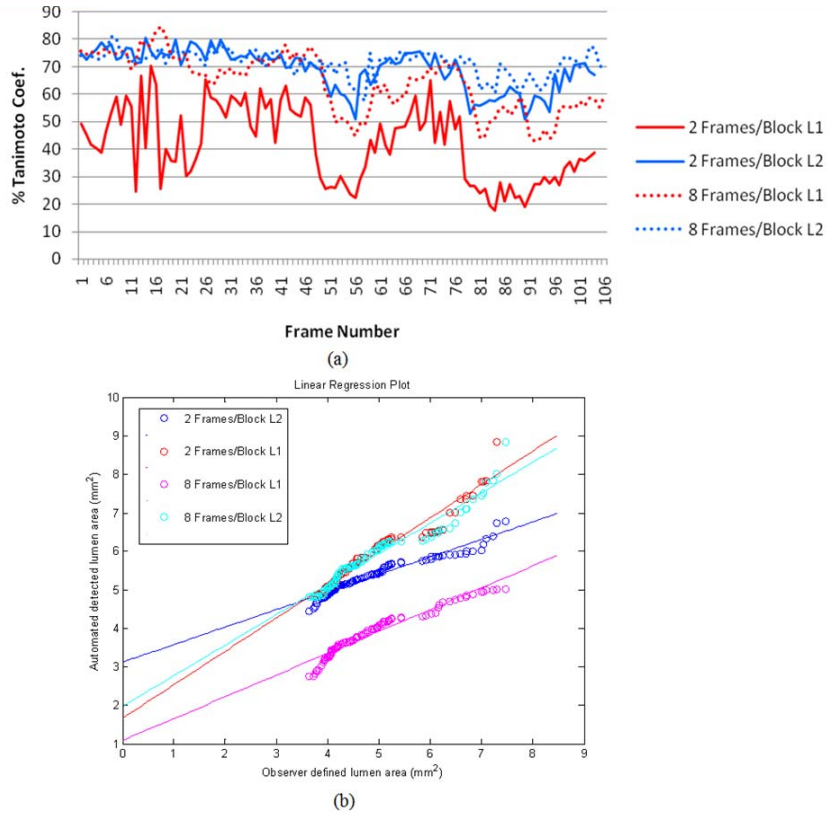 90
80
70
60
50
40
30
20
10
0
% Tanimoto Coef.
1 6 11 16 21 26 31 36 41 46 51 56 61 66 71 76 81 86 91 96 101 106
Frame Number
2 Frames/Block L1
2 Frames/Block L2
8 Frames/Block L1
8 Frames/Block L2
(a)
Linear Regression Plot
10
9
8
7
6
5
4
3
2
1
Automated detected lumen area (mm²)
2 Frames/Block L2
2 Frames/Block L1
8 Frames/Block L1
8 Frames/Block L2
0 1 2 3 4 5 6 7 8 9
Observer defined lumen area (mm²)
(b)